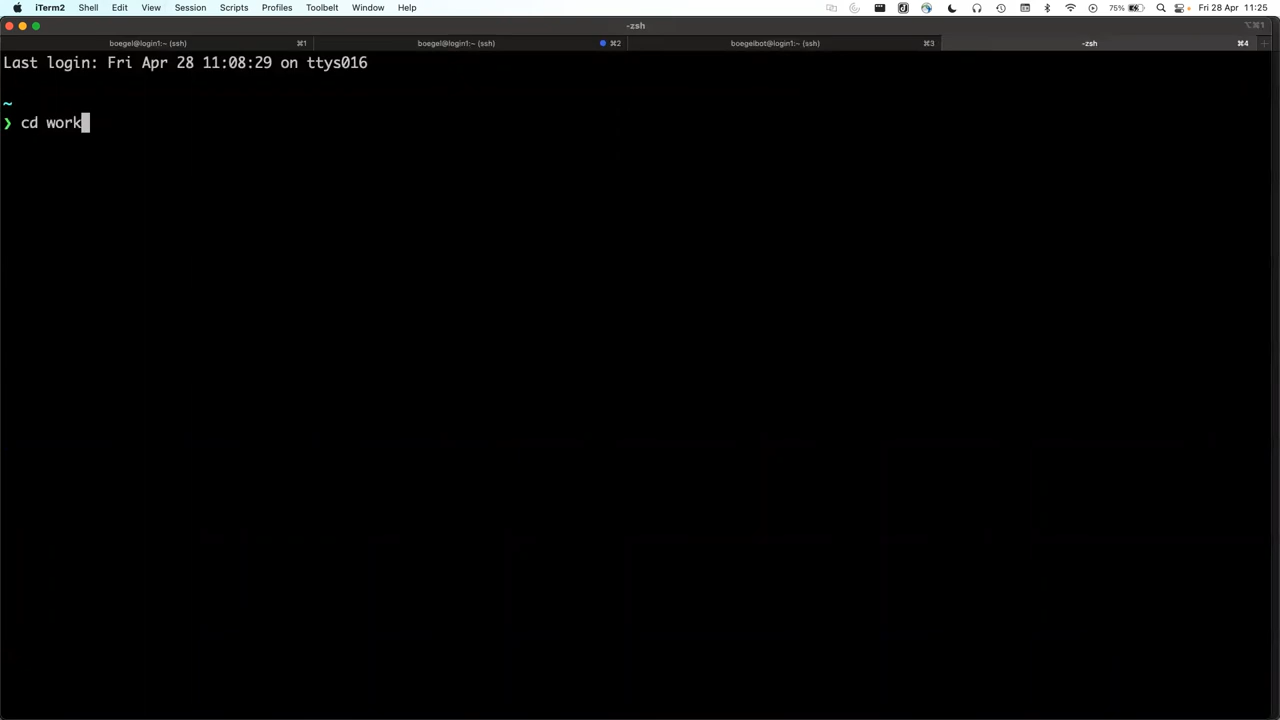 iTerm2 Shell Edit View Session Scripts Profiles Toolbelt Window Help 75% Fri 28 Apr 11:25
-zsh ⌥⌘1
boegel@login1:~ (ssh) ⌘1 boegel@login1:~ (ssh) ⌘2 boegelbot@login1:~ (ssh) ⌘3 -zsh ⌘4
Last login: Fri Apr 28 11:08:29 on ttys016
~
❯ cd work